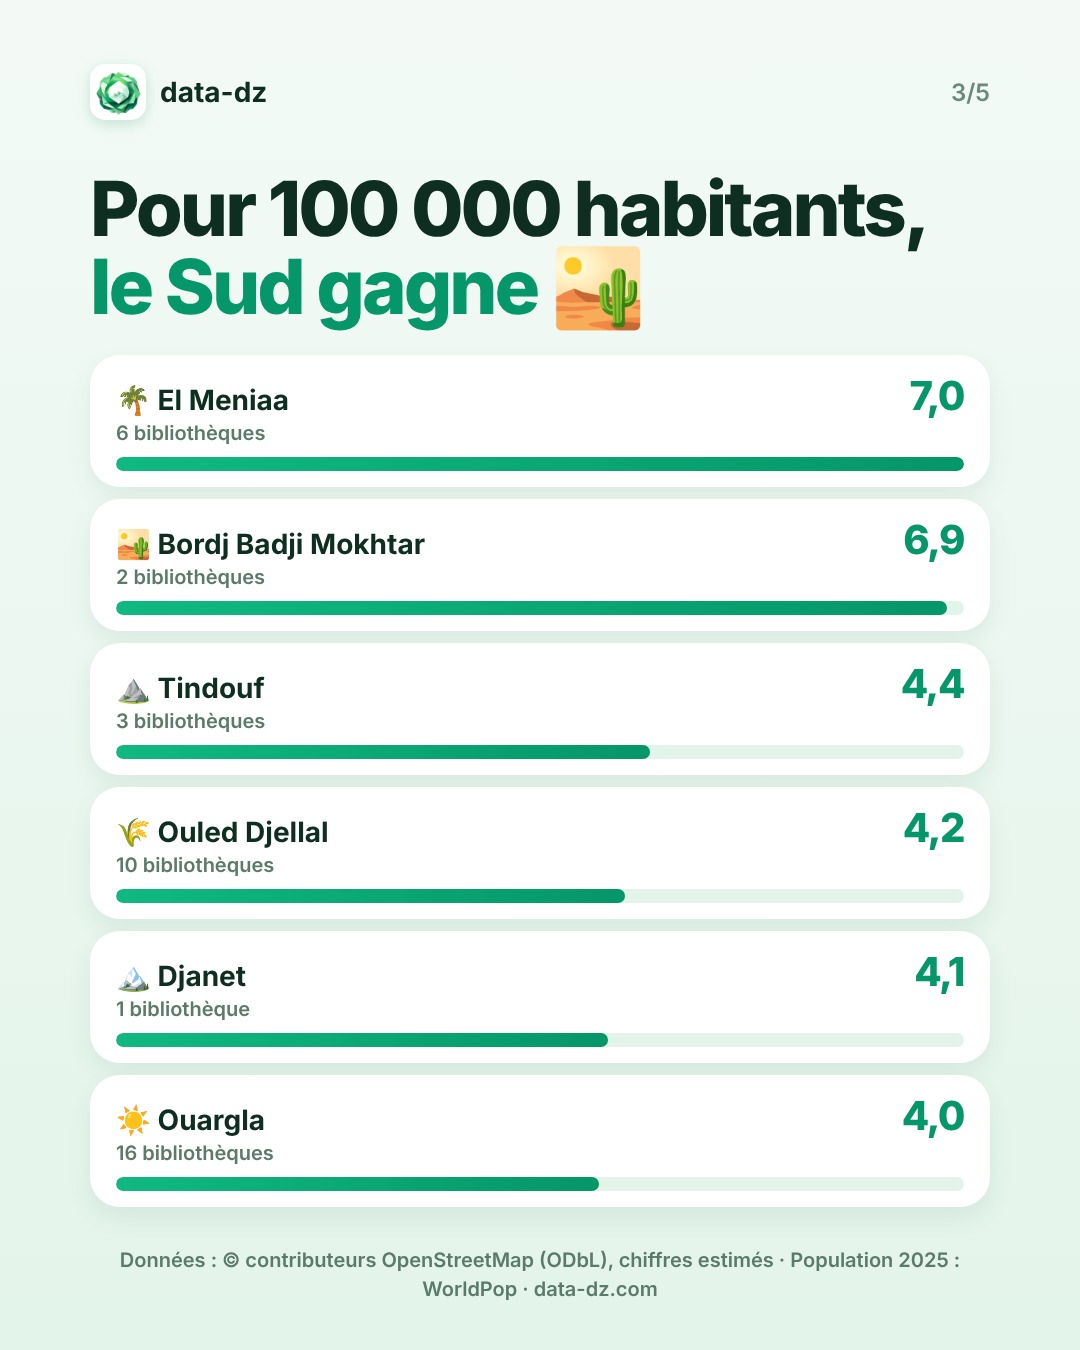 data-dz
3/5
Pour 100 000 habitants,
le Sud gagne
El Meniaa
7,0
6 bibliothèques
Bordj Badji Mokhtar
6,9
2 bibliothèques
Tindouf
4,4
3 bibliothèques
Ouled Djellal
4,2
10 bibliothèques
Djanet
4,1
1 bibliothèque
Ouargla
4,0
16 bibliothèques
Données : © contributeurs OpenStreetMap (ODbL), chiffres estimés · Population 2025 :
WorldPop · data-dz.com